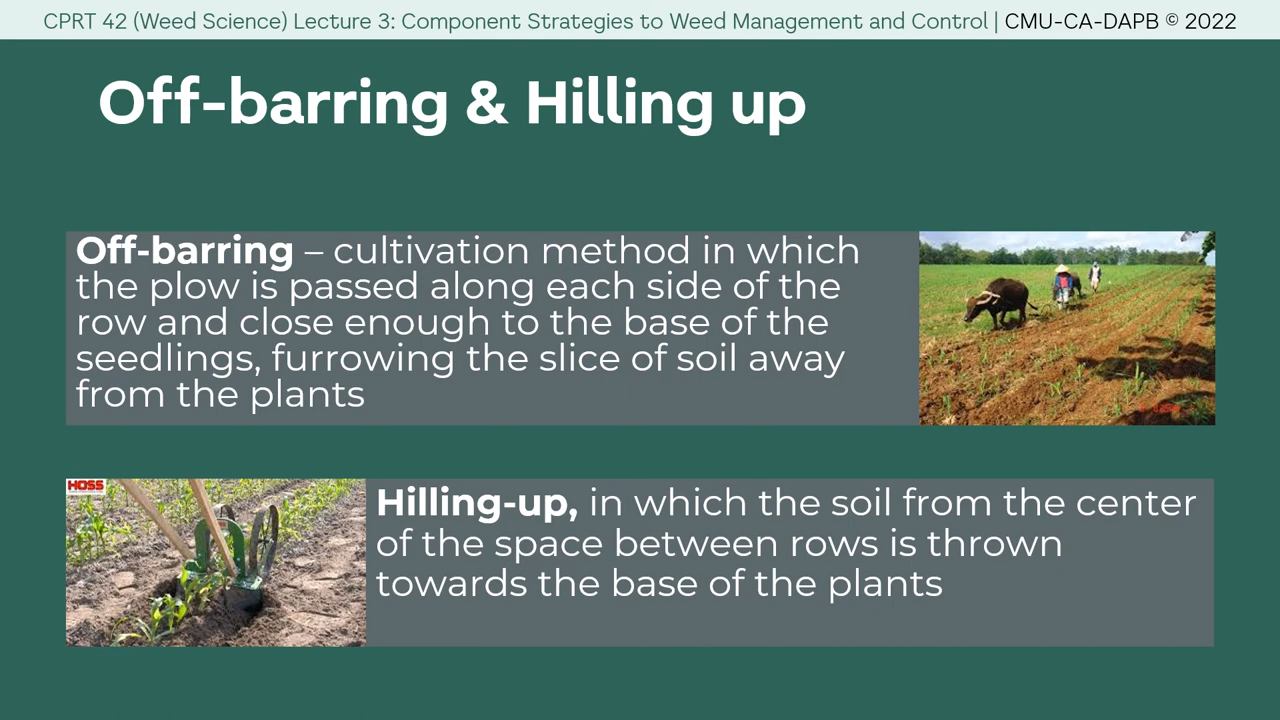 CPRT 42 (Weed Science) Lecture 3: Component Strategies to Weed Management and Control | CMU-CA-DAPB © 2022
Off-barring & Hilling up
Off-barring – cultivation method in which
the plow is passed along each side of the
row and close enough to the base of the
seedlings, furrowing the slice of soil away
from the plants
HOSS
Hilling-up, in which the soil from the center
of the space between rows is thrown
towards the base of the plants